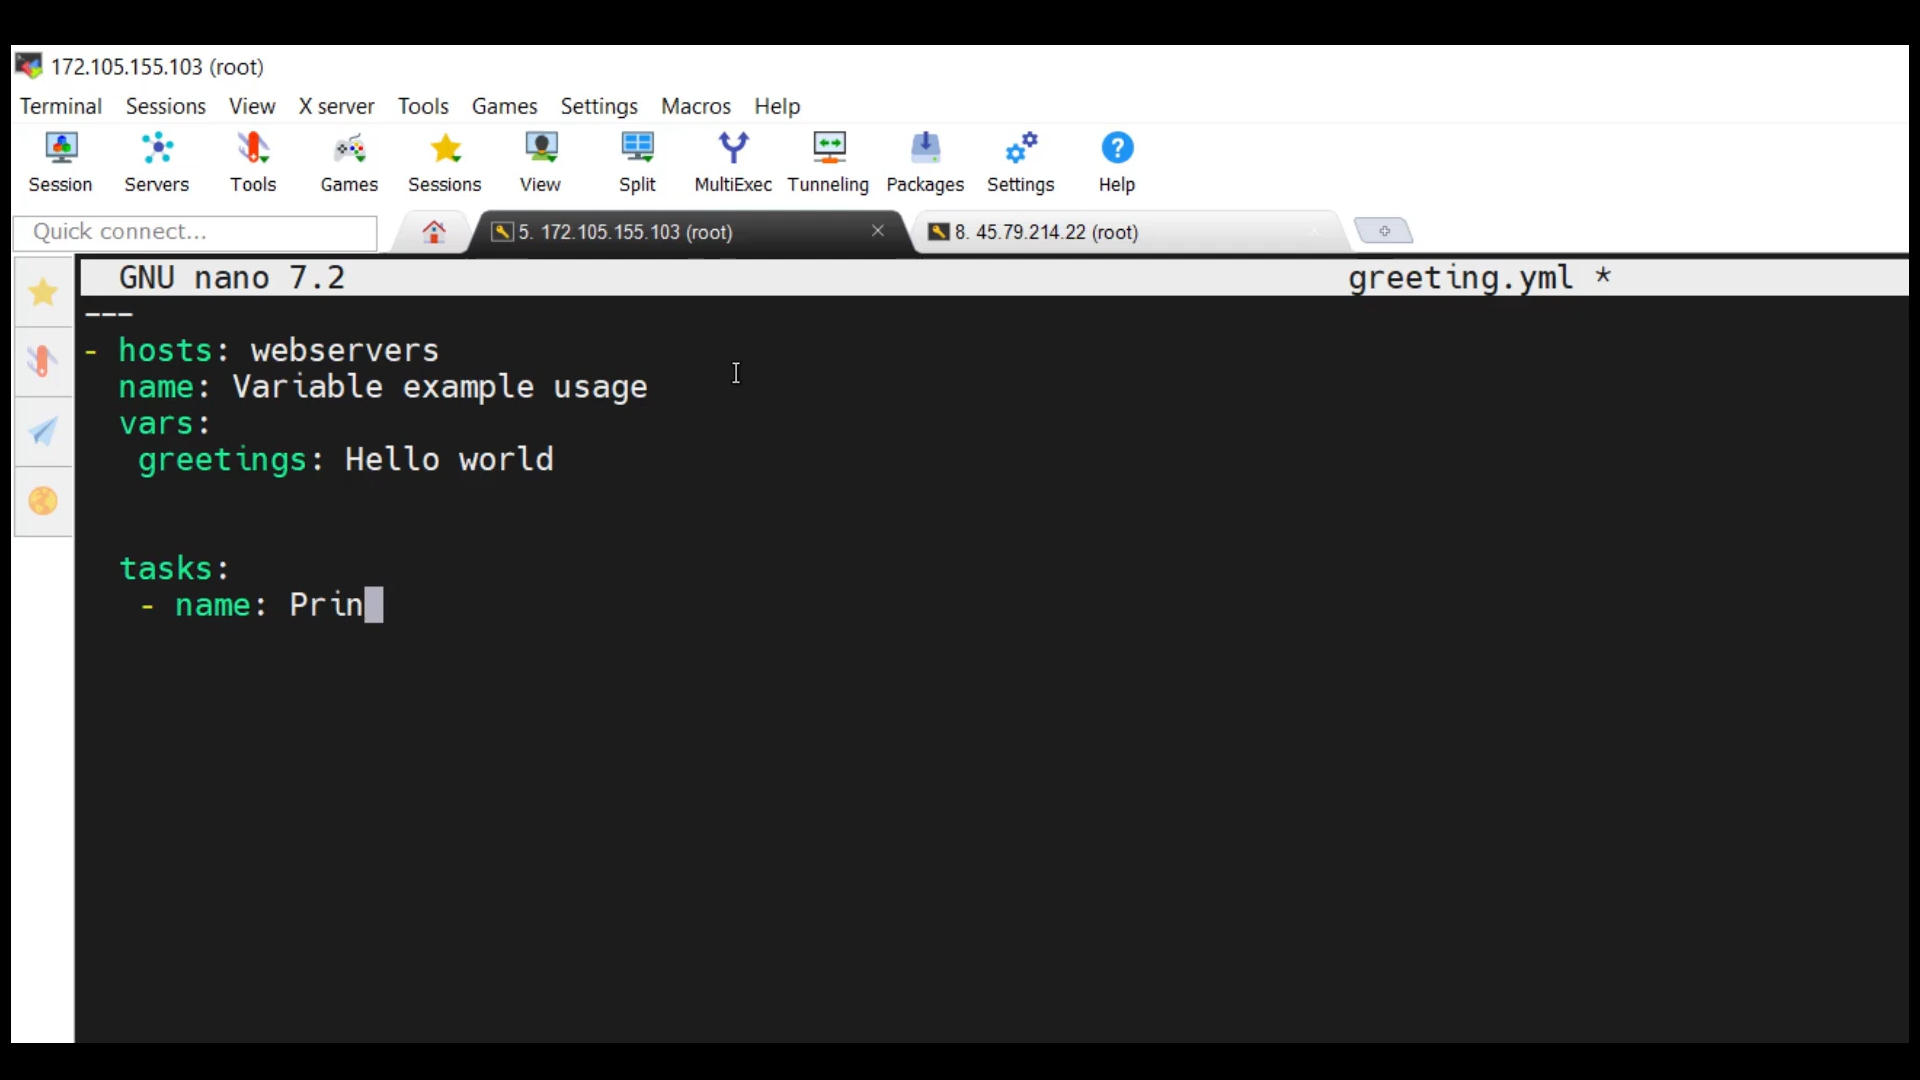 172.105.155.103 (root)
Terminal Sessions View X server Tools Games Settings Macros Help
Session Servers Tools Games Sessions View Split MultiExec Tunneling Packages Settings Help
Quick connect... 5. 172.105.155.103 (root) 8. 45.79.214.22 (root)
GNU nano 7.2 greeting.yml *
---
- hosts: webservers
name: Variable example usage
vars:
greetings: Hello world
tasks:
- name: Prin